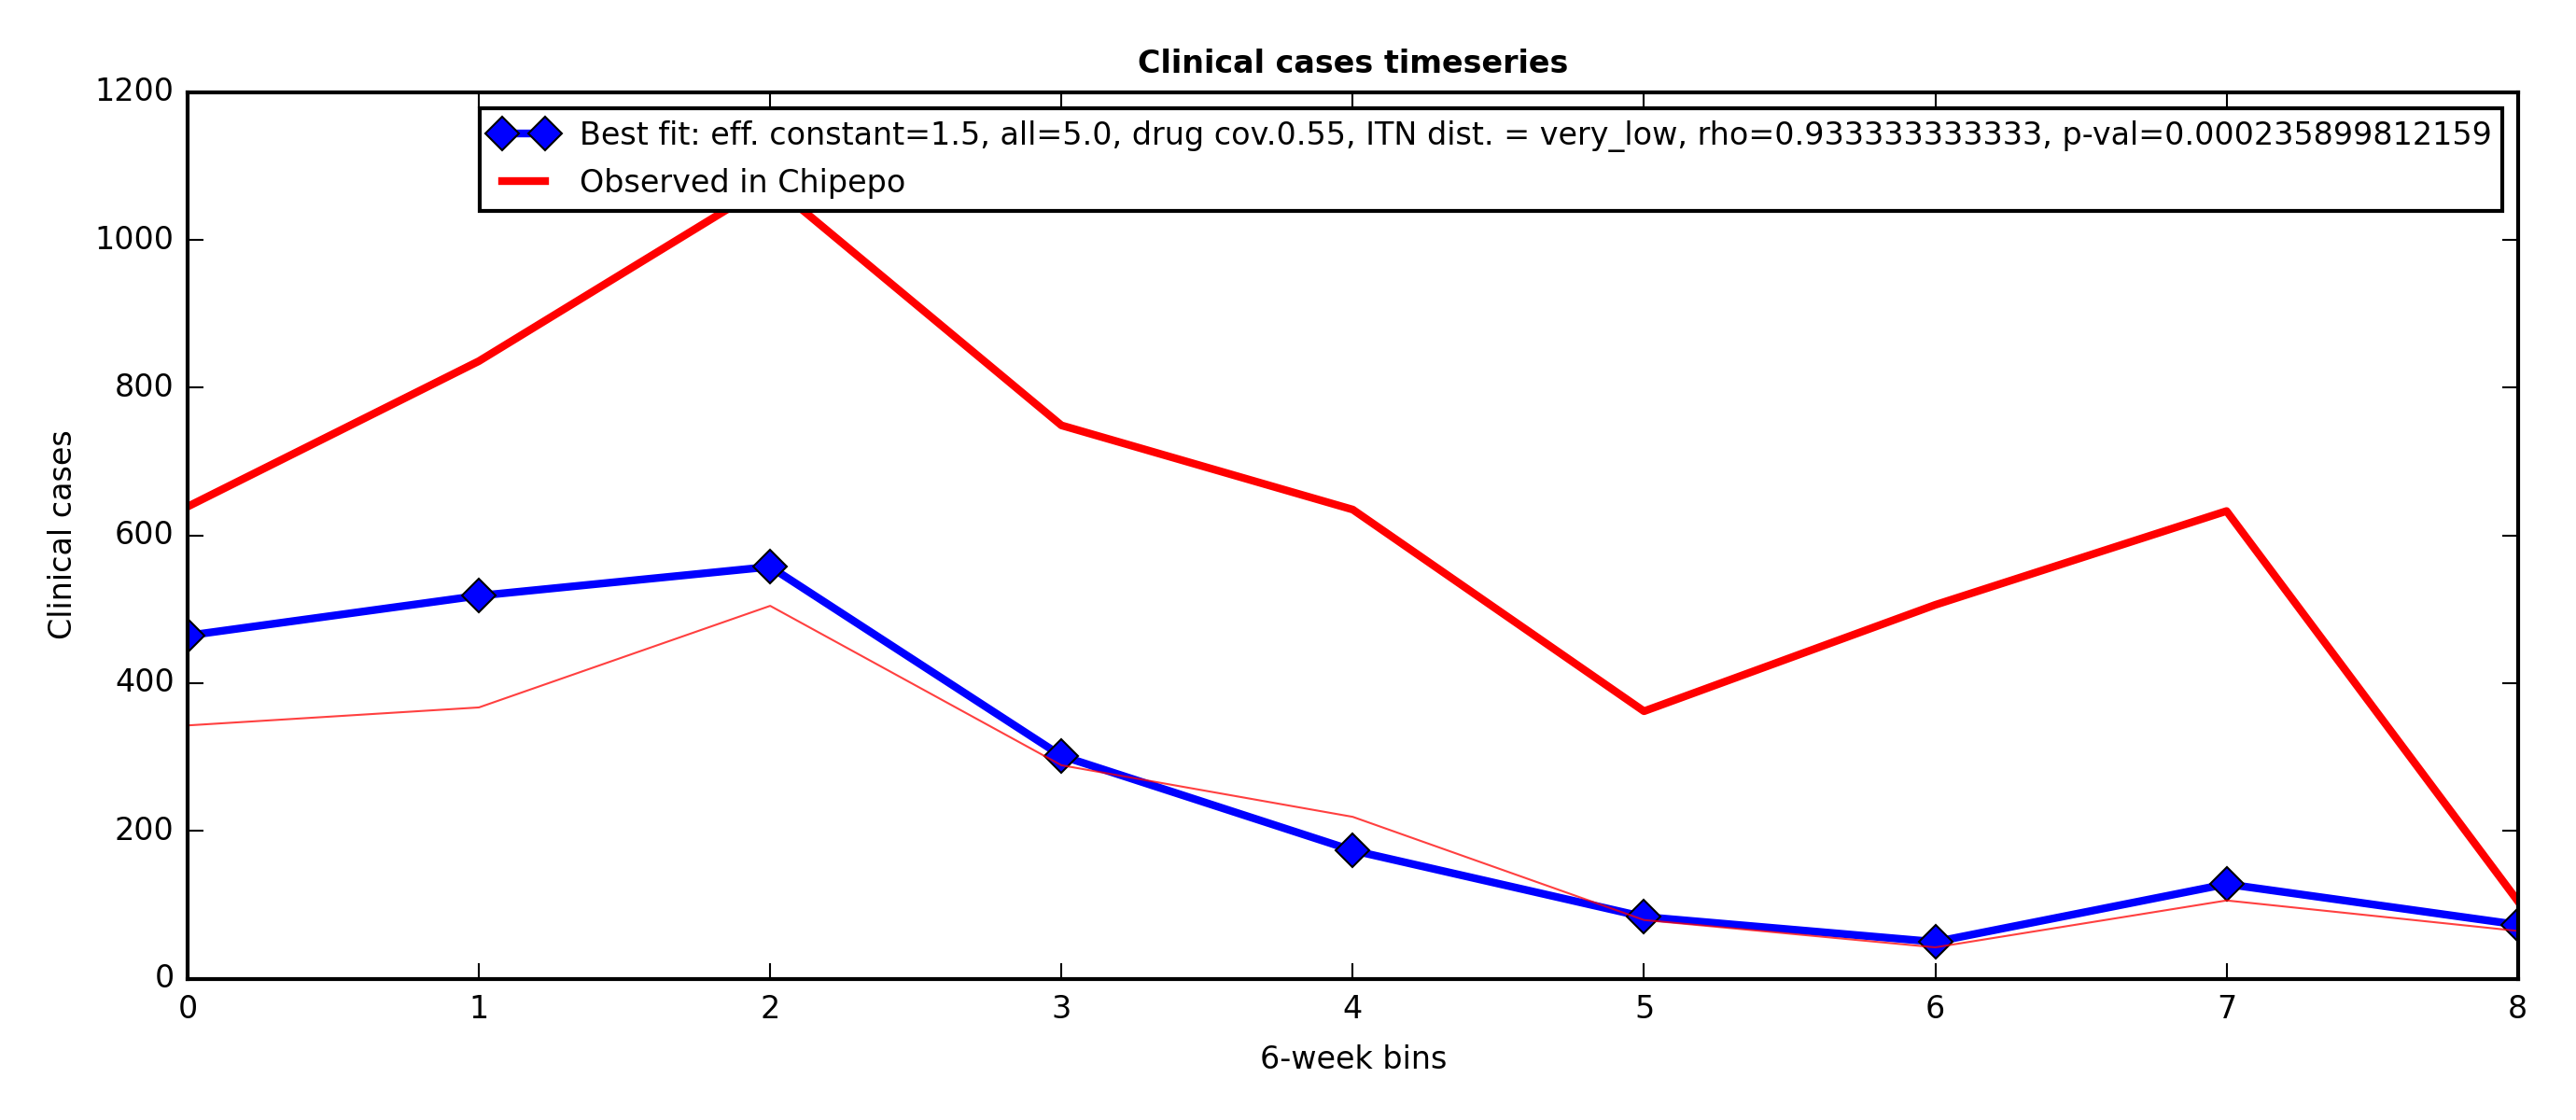 Clinical cases timeseries
1200
1000
800
600
400
200
0
Clinical cases
Best fit: eff. constant=1.5, all=5.0, drug cov.0.55, ITN dist. = very_low, rho=0.933333333333, p-val=0.000235899812159
Observed in Chipepo
0 1 2 3 4 5 6 7 8
6-week bins